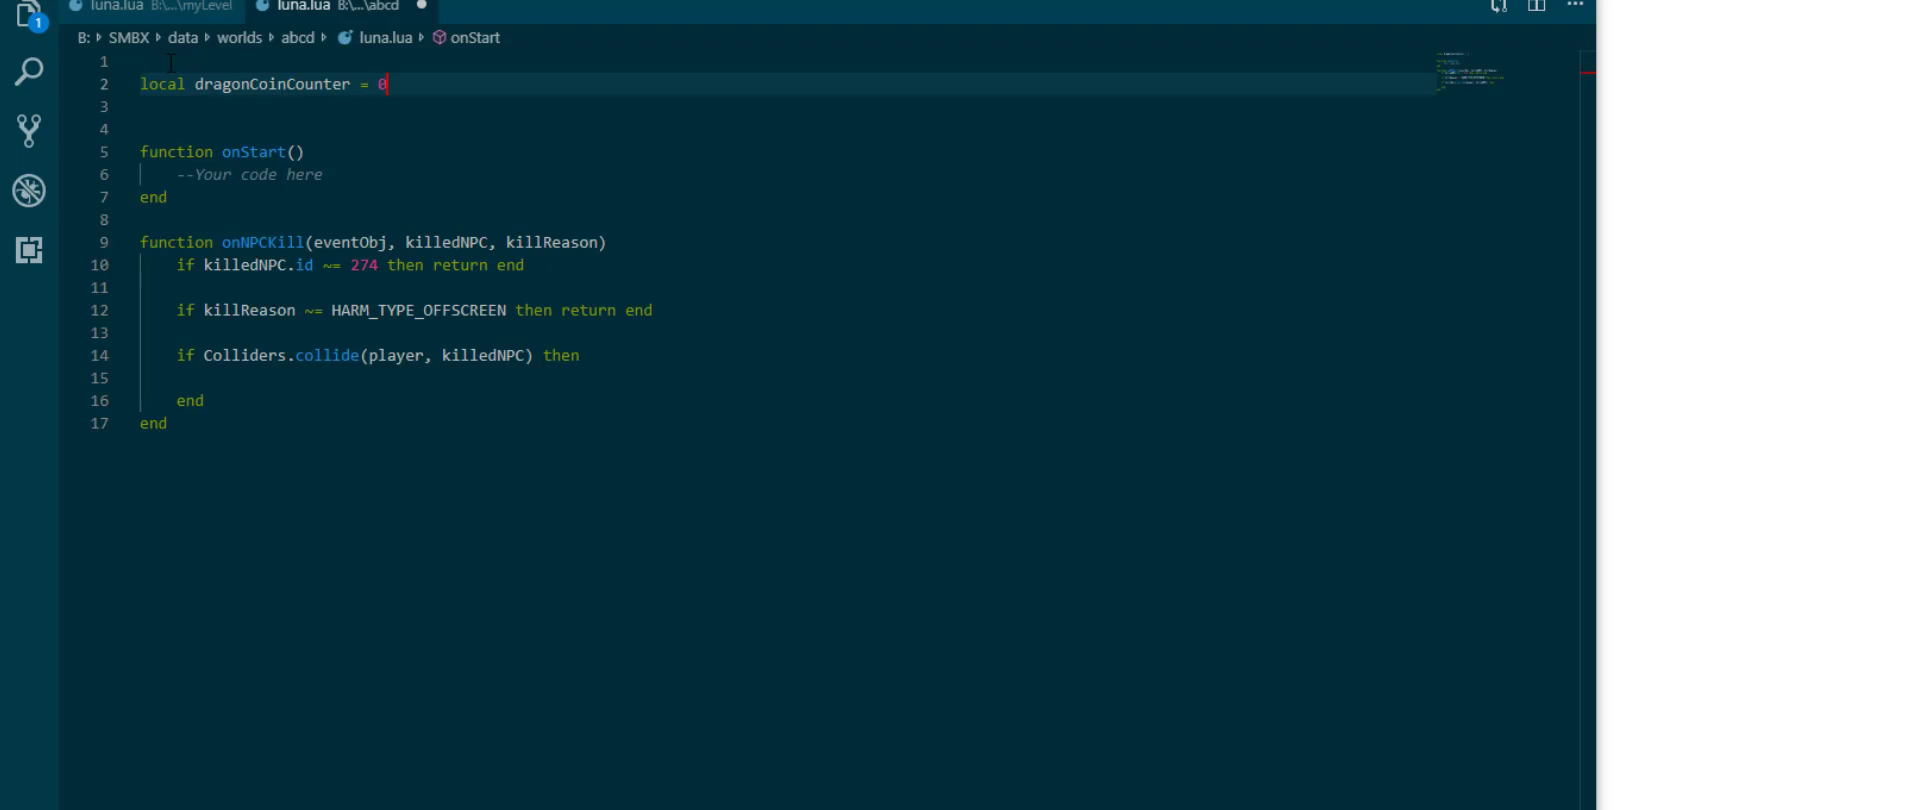 luna.lua B:\...\myLevel luna.lua B:\...\abcd
1
B: SMBX data worlds abcd luna.lua onStart
1
2 local dragonCoinCounter = 0
3
4
5 function onStart()
6 --Your code here
7 end
8
9 function onNPCKill(eventObj, killedNPC, killReason)
10 if killedNPC.id ~= 274 then return end
11
12 if killReason ~= HARM_TYPE_OFFSCREEN then return end
13
14 if Colliders.collide(player, killedNPC) then
15
16 end
17 end